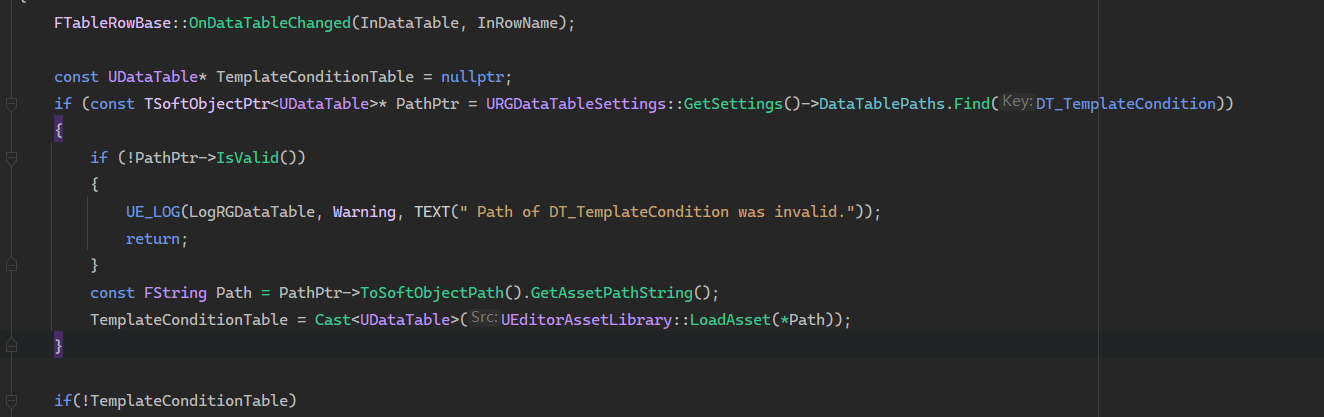 {
FTableRowBase::OnDataTableChanged(InDataTable, InRowName);
const UDataTable* TemplateConditionTable = nullptr;
if (const TSoftObjectPtr<UDataTable>* PathPtr = URGDataTableSettings::GetSettings()->DataTablePaths.Find( Key: DT_TemplateCondition))
{
if (!PathPtr->IsValid())
{
UE_LOG(LogRGDataTable, Warning, TEXT(" Path of DT_TemplateCondition was invalid."));
return;
}
const FString Path = PathPtr->ToSoftObjectPath().GetAssetPathString();
TemplateConditionTable = Cast<UDataTable>( Src: UEditorAssetLibrary::LoadAsset(*Path));
}
if(!TemplateConditionTable)